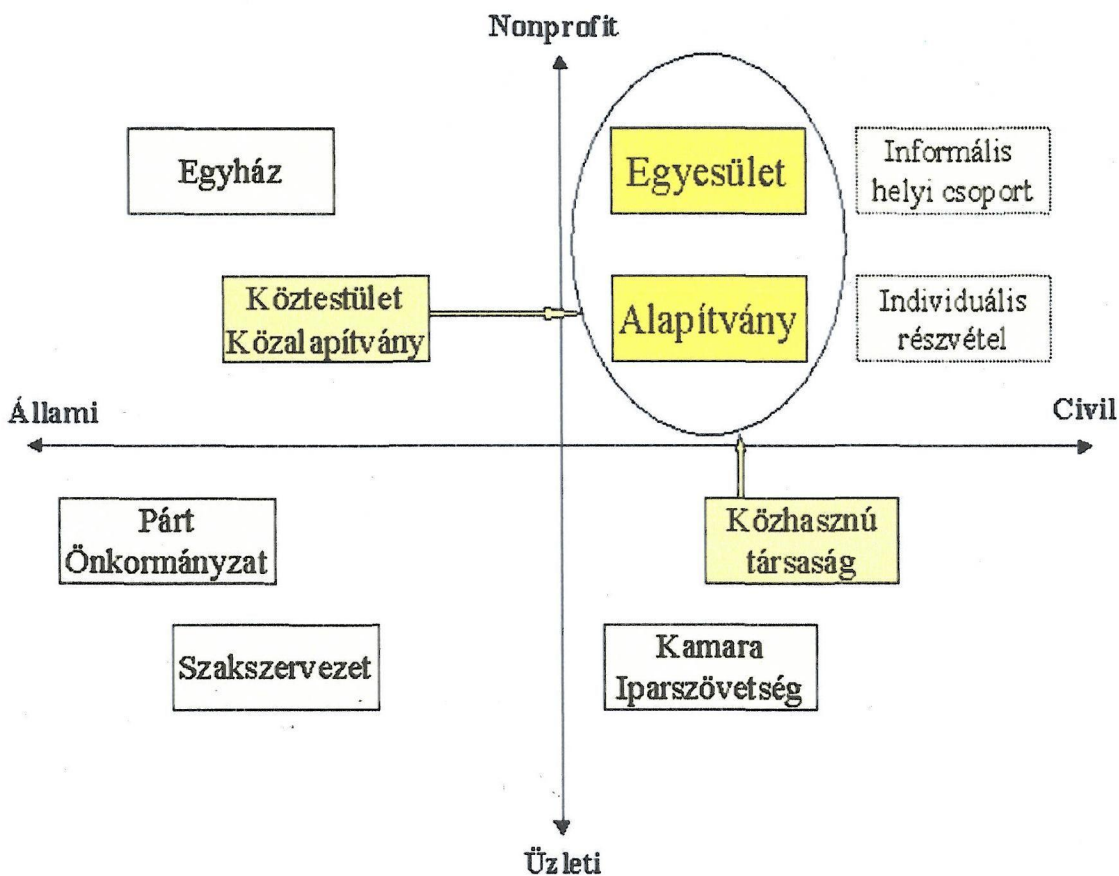 Nonprofit
Egyház
Egyesület
Informális
helyi csoport
Köztestület
Közalapítvány
Alapítvány
Individuális
részvétel
Állami
Civil
Párt
Önkormányzat
Közhasznú
társaság
Szakszervezet
Kamara
Iparszövetség
Üzleti